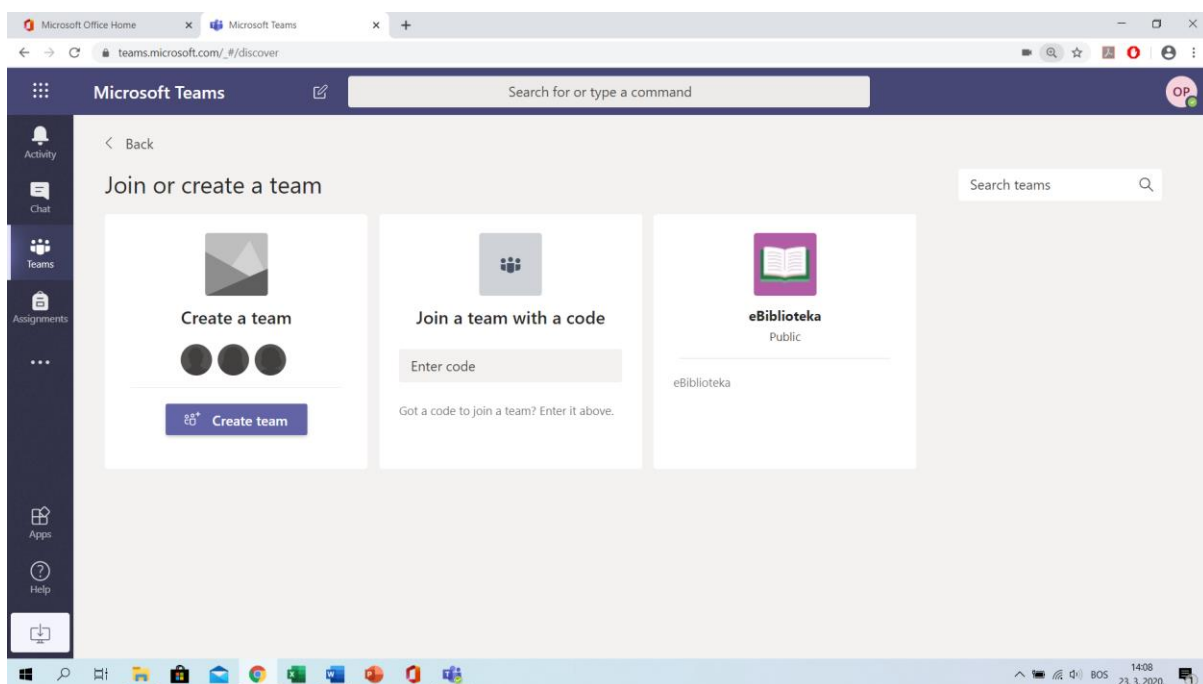 Microsoft Office Home
Microsoft Teams
teams.microsoft.com/_#/discover
Microsoft Teams
Search for or type a command
OP
Activity
Chat
Teams
Assignments
Apps
Help
Back
Join or create a team
Search teams
Create a team
Create team
Join a team with a code
Enter code
Got a code to join a team? Enter it above.
eBiblioteka
Public
eBiblioteka
BOS
14:08
23. 3. 2020.